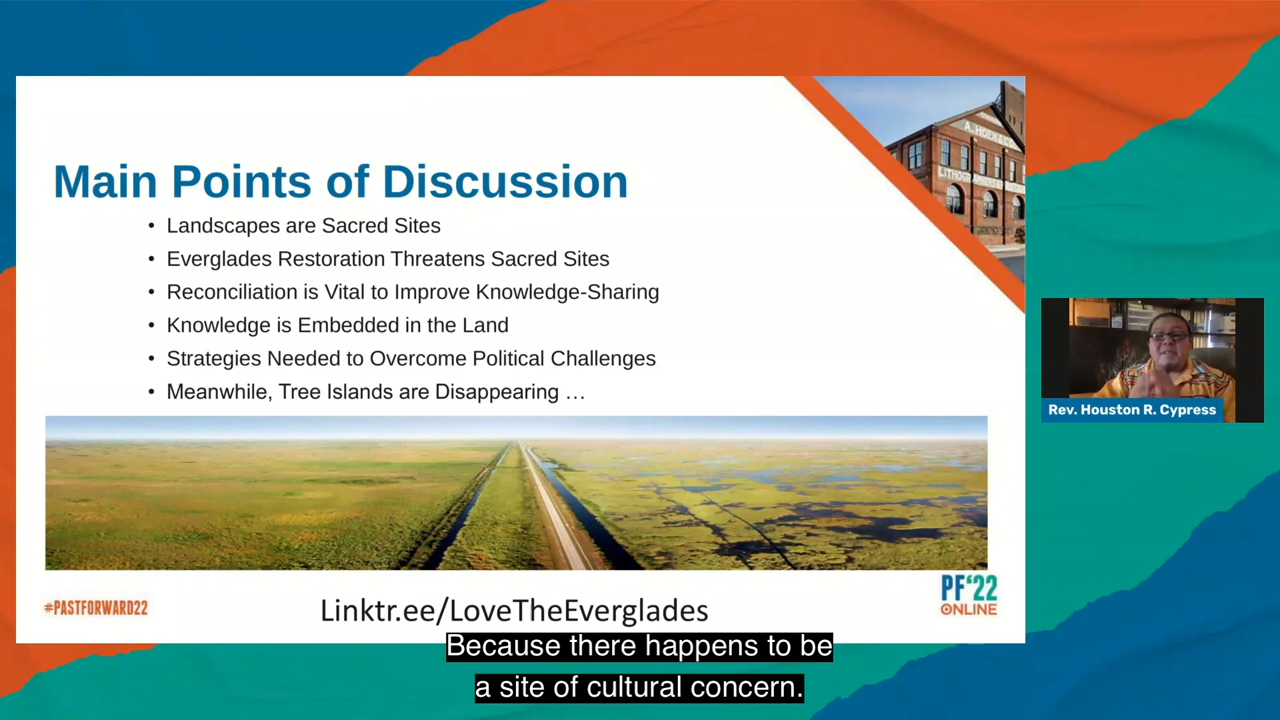 A. HOEN & CO.
Main Points of Discussion
• Landscapes are Sacred Sites
• Everglades Restoration Threatens Sacred Sites
• Reconciliation is Vital to Improve Knowledge-Sharing
• Knowledge is Embedded in the Land
• Strategies Needed to Overcome Political Challenges
• Meanwhile, Tree Islands are Disappearing …
Rev. Houston R. Cypress
#PASTFORWARD22
Linktr.ee/LoveTheEverglades
PF'22
ONLINE
Because there happens to be
a site of cultural concern.